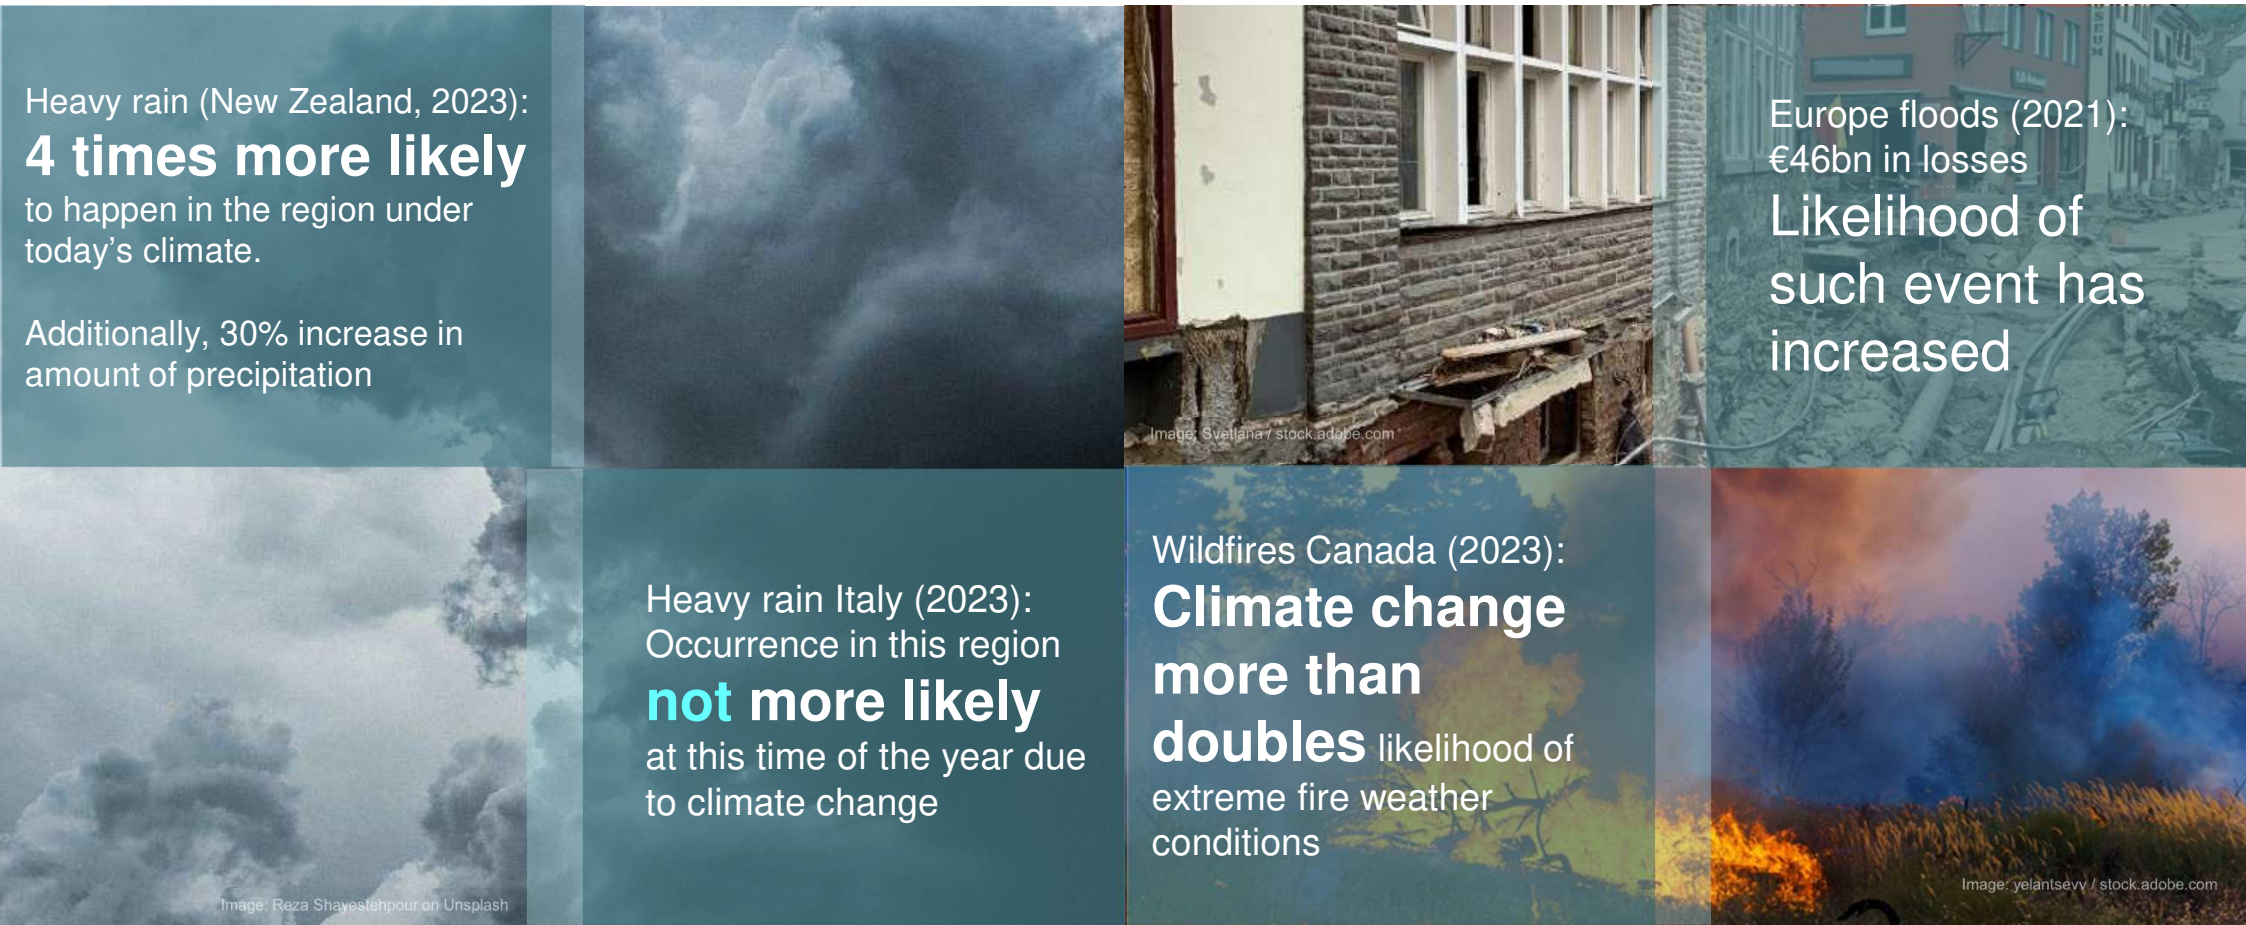 Heavy rain (New Zealand, 2023):
4 times more likely
to happen in the region under
today’s climate.
Additionally, 30% increase in
amount of precipitation
Europe floods (2021):
€46bn in losses
Likelihood of
such event has
increased
Image: Svetlana / stock.adobe.com
Heavy rain Italy (2023):
Occurrence in this region
not more likely
at this time of the year due
to climate change
Image: Reza Shayestehpour on Unsplash
Wildfires Canada (2023):
Climate change
more than
doubles likelihood of
extreme fire weather
conditions
Image: yelantsevv / stock.adobe.com